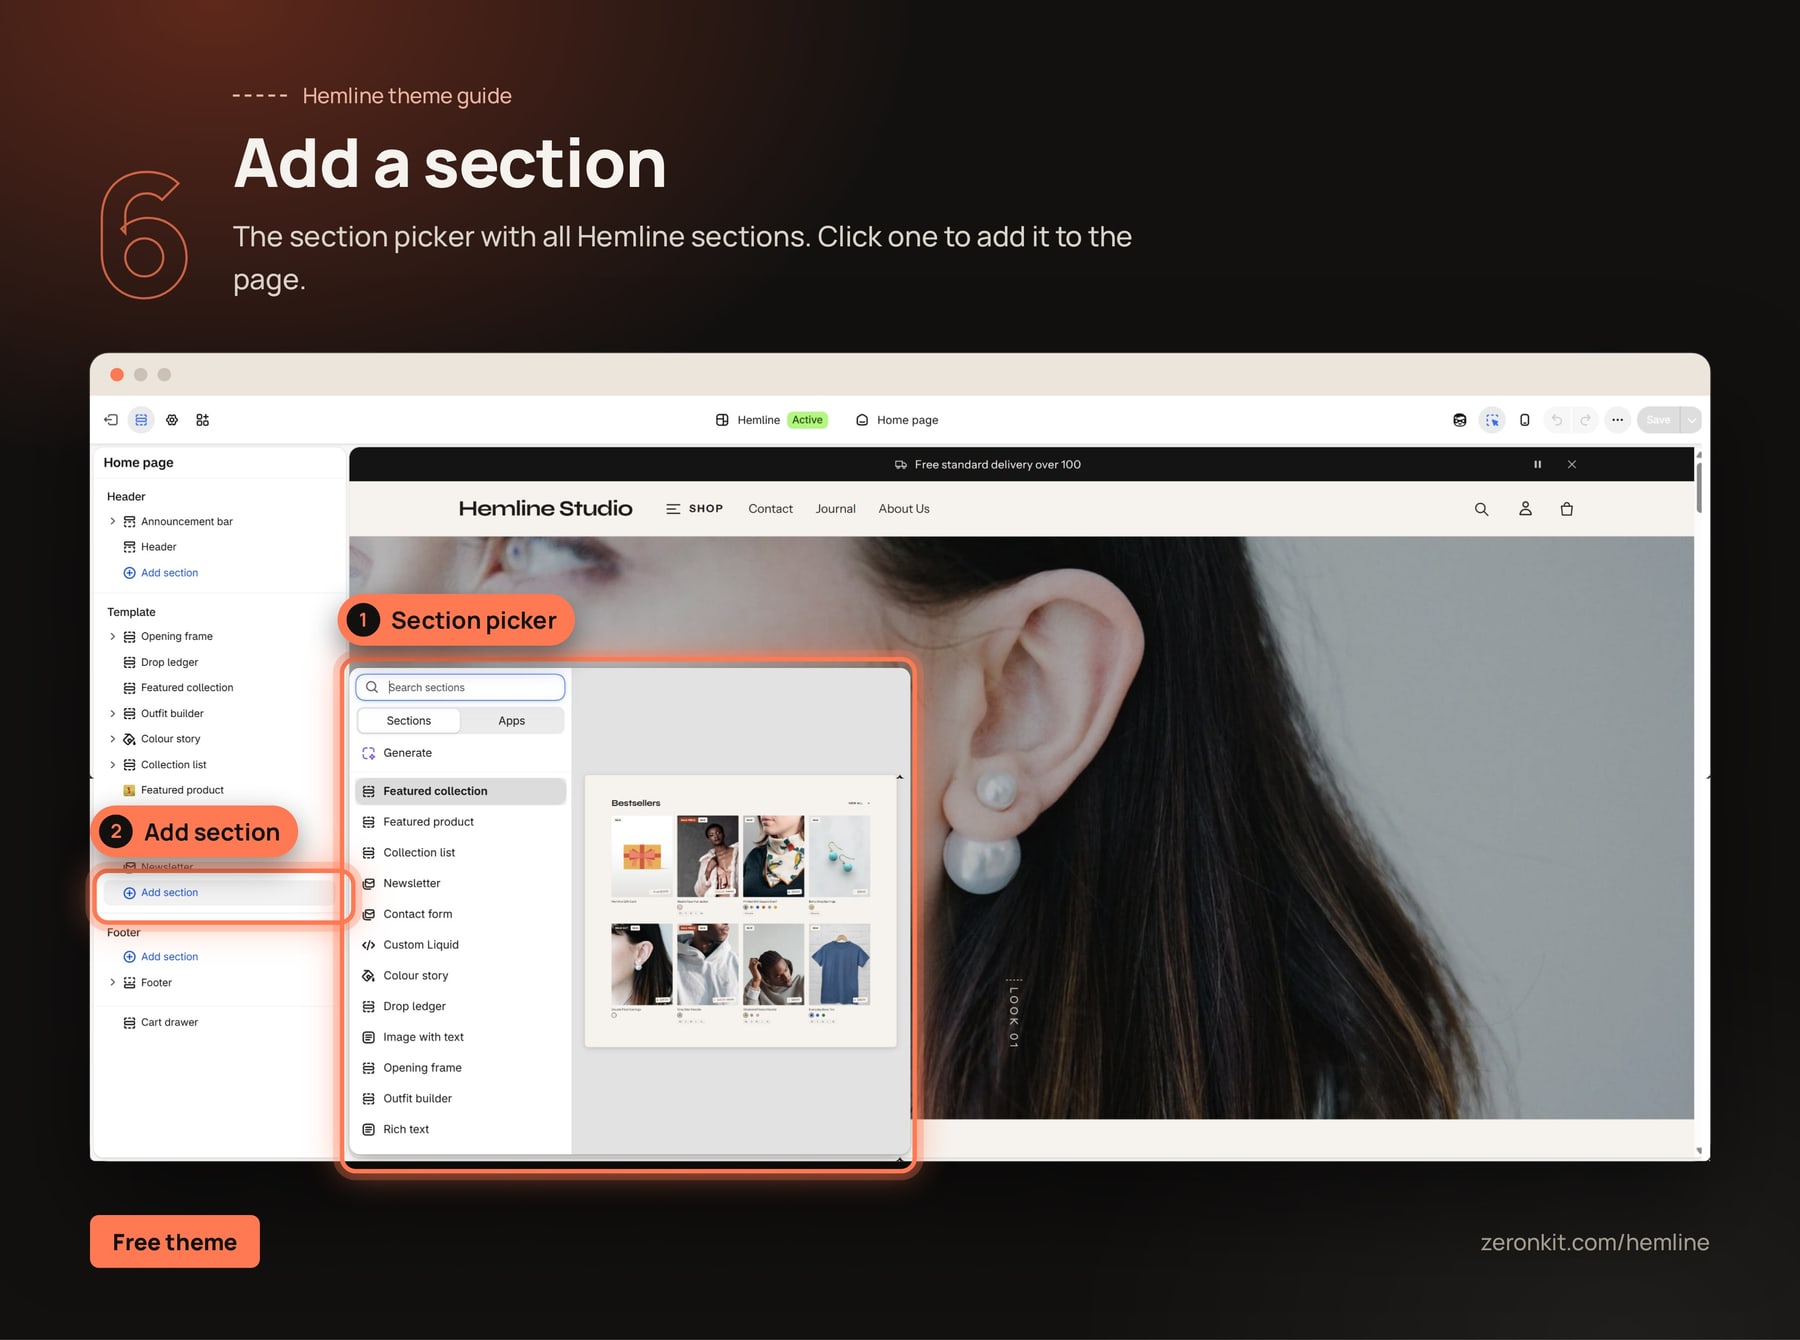 Hemline theme guide
6
Add a section
The section picker with all Hemline sections. Click one to add it to the
page.
Hemline Active Home page
Save
Home page
Header
Announcement bar
Header
Add section
Template
Opening frame
Drop ledger
Featured collection
Outfit builder
Colour story
Collection list
Featured product
2 Add section
Newsletter
Add section
Footer
Add section
Footer
Cart drawer
Free standard delivery over 100
Hemline Studio SHOP Contact Journal About Us
1 Section picker
Search sections
Sections Apps
Generate
Featured collection
Featured product
Collection list
Newsletter
Contact form
Custom Liquid
Colour story
Drop ledger
Image with text
Opening frame
Outfit builder
Rich text
Bestsellers
VIEW ALL
LOOK 01
Free theme
zeronkit.com/hemline